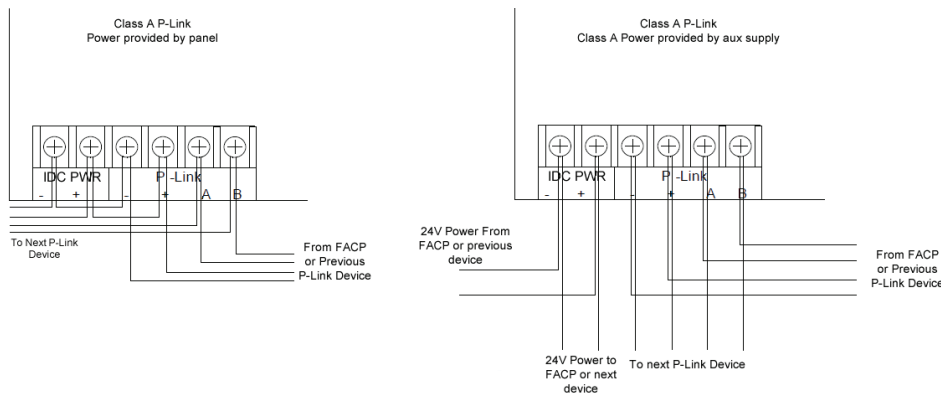 Class A P-Link
Power provided by panel
IDC PWR
P -Link
- + - + A B
To Next P-Link
Device
From FACP
or Previous
P-Link Device
Class A P-Link
Class A Power provided by aux supply
IDC PWR
P -Link
- + - + A B
24V Power From
FACP or previous
device
From FACP
or Previous
P-Link Device
24V Power to
FACP or next
device
To next P-Link Device